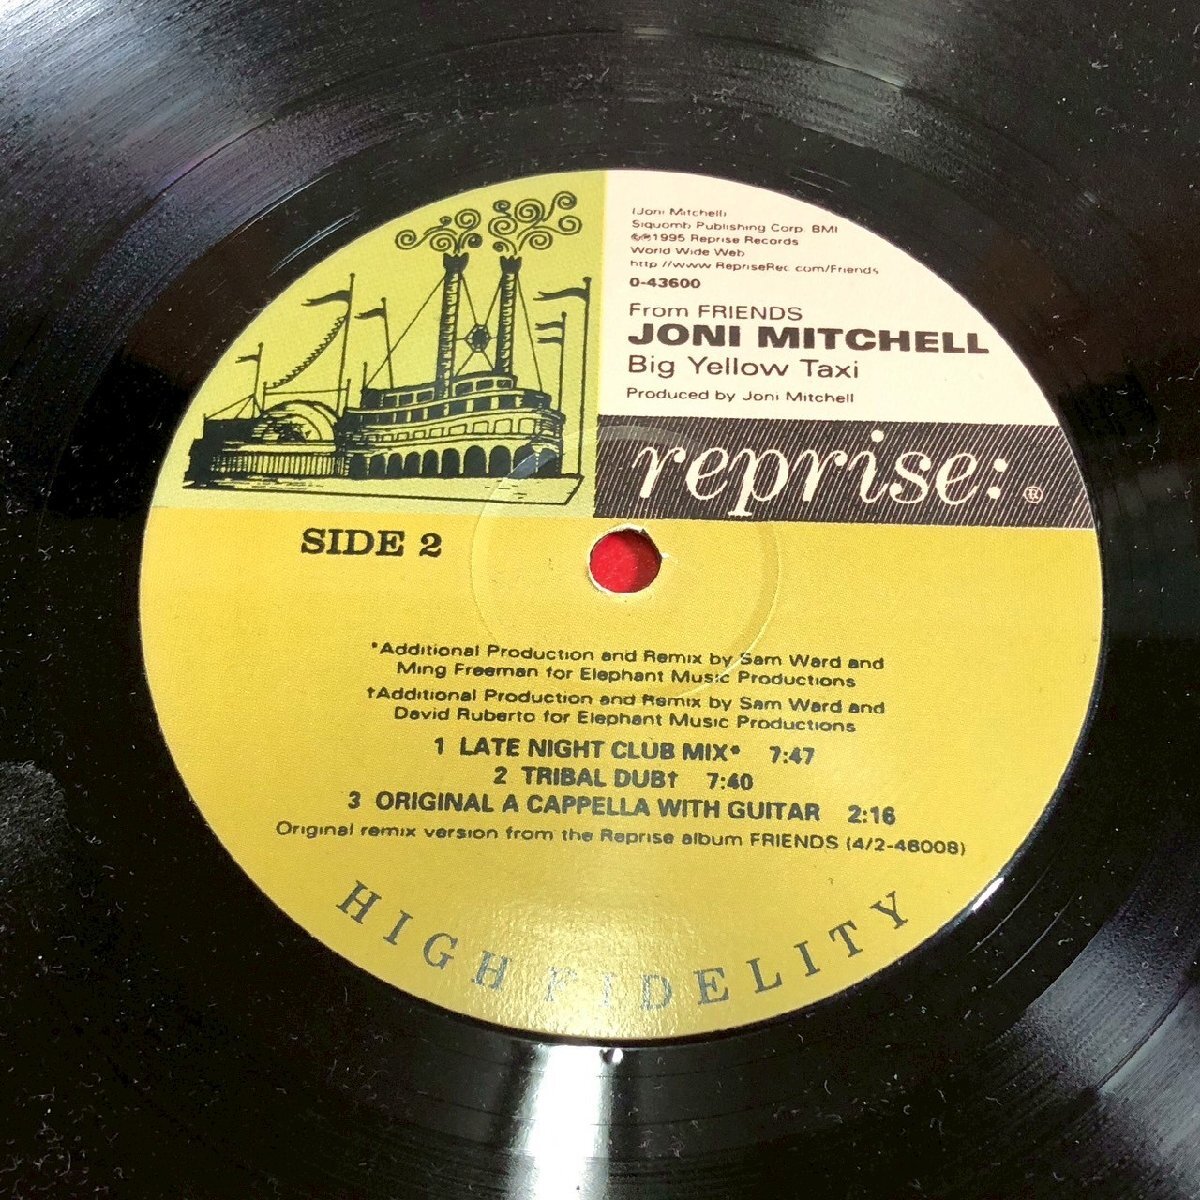 (Joni Mitchell)
Siquomb Publishing Corp. BMI
©℗1995 Reprise Records
World Wide Web
http://www.RepriseRec.com/Friends
0-43600
From FRIENDS
JONI MITCHELL
Big Yellow Taxi
Produced by Joni Mitchell
reprise: ®
SIDE 2
*Additional Production and Remix by Sam Ward and
Ming Freeman for Elephant Music Productions
†Additional Production and Remix by Sam Ward and
David Ruberto for Elephant Music Productions
1 LATE NIGHT CLUB MIX* 7:47
2 TRIBAL DUB† 7:40
3 ORIGINAL A CAPPELLA WITH GUITAR 2:16
Original remix version from the Reprise album FRIENDS (4/2-46008)
HIGH FIDELITY